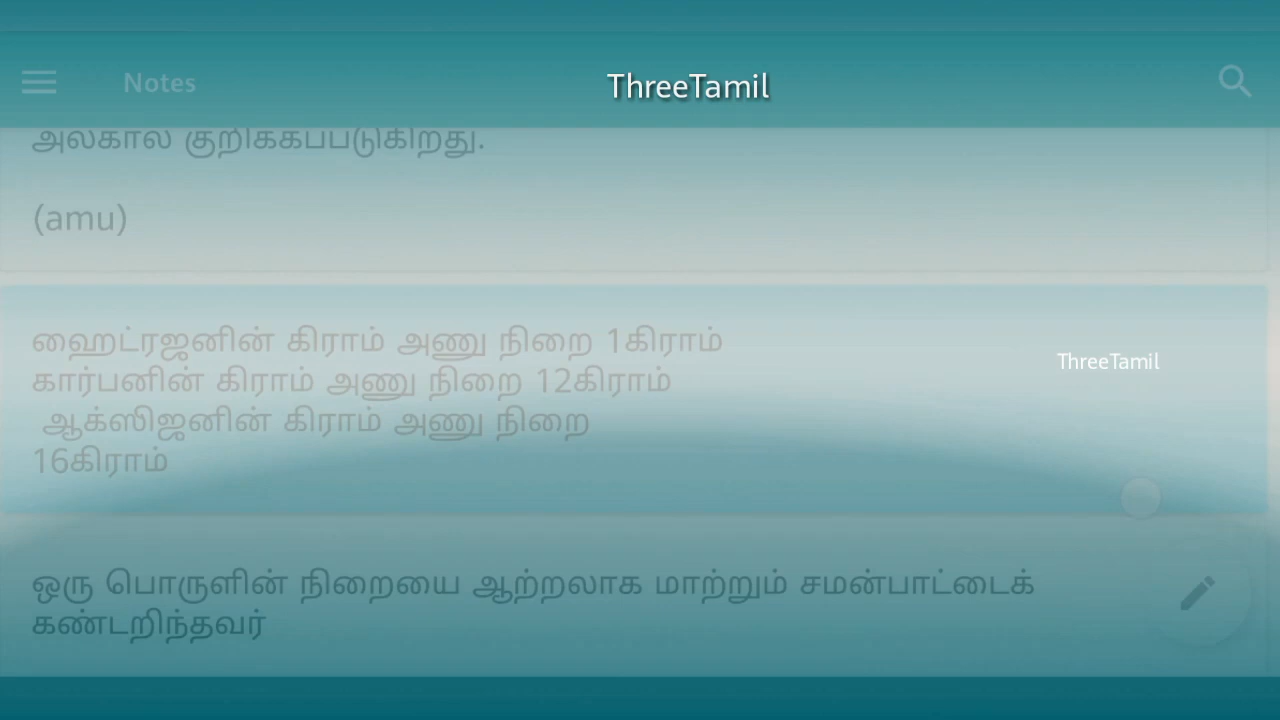 Notes
ThreeTamil
அலகால் குறிக்கப்படுகிறது.
(amu)
ஹைட்ரஜனின் கிராம் அணு நிறை 1கிராம்
கார்பனின் கிராம் அணு நிறை 12கிராம்
ஆக்ஸிஜனின் கிராம் அணு நிறை
16கிராம்
ThreeTamil
ஒரு பொருளின் நிறையை ஆற்றலாக மாற்றும் சமன்பாட்டைக்
கண்டறிந்தவர்